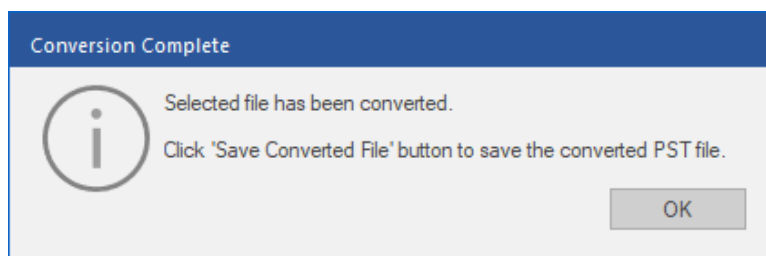 Conversion Complete
Selected file has been converted.
Click 'Save Converted File' button to save the converted PST file.
OK